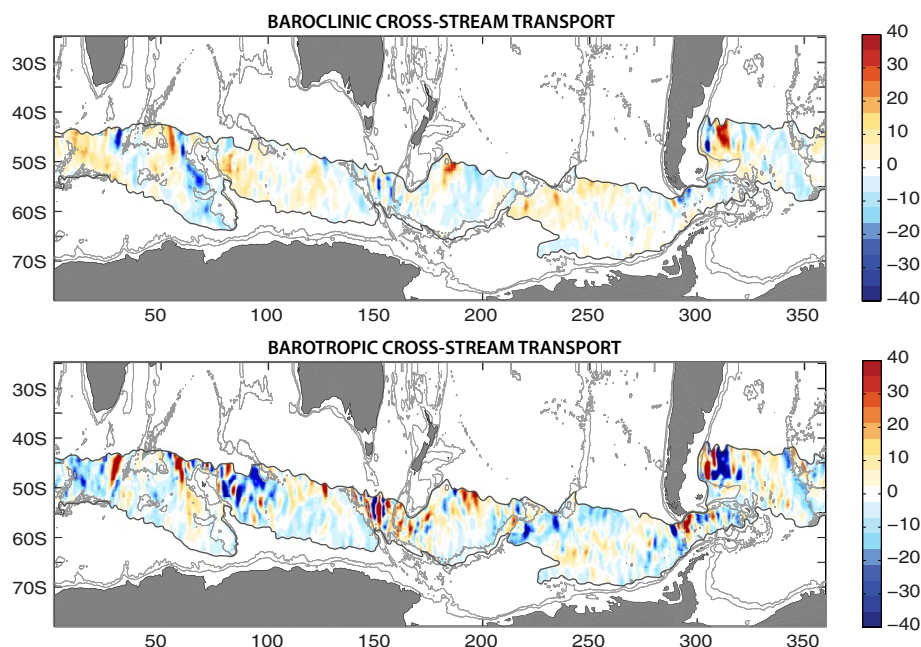 BAROCLINIC CROSS-STREAM TRANSPORT
30S
40S
50S
60S
70S
50 100 150 200 250 300 350
40
30
20
10
0
−10
−20
−30
−40
BAROTROPIC CROSS-STREAM TRANSPORT
30S
40S
50S
60S
70S
50 100 150 200 250 300 350
40
30
20
10
0
−10
−20
−30
−40